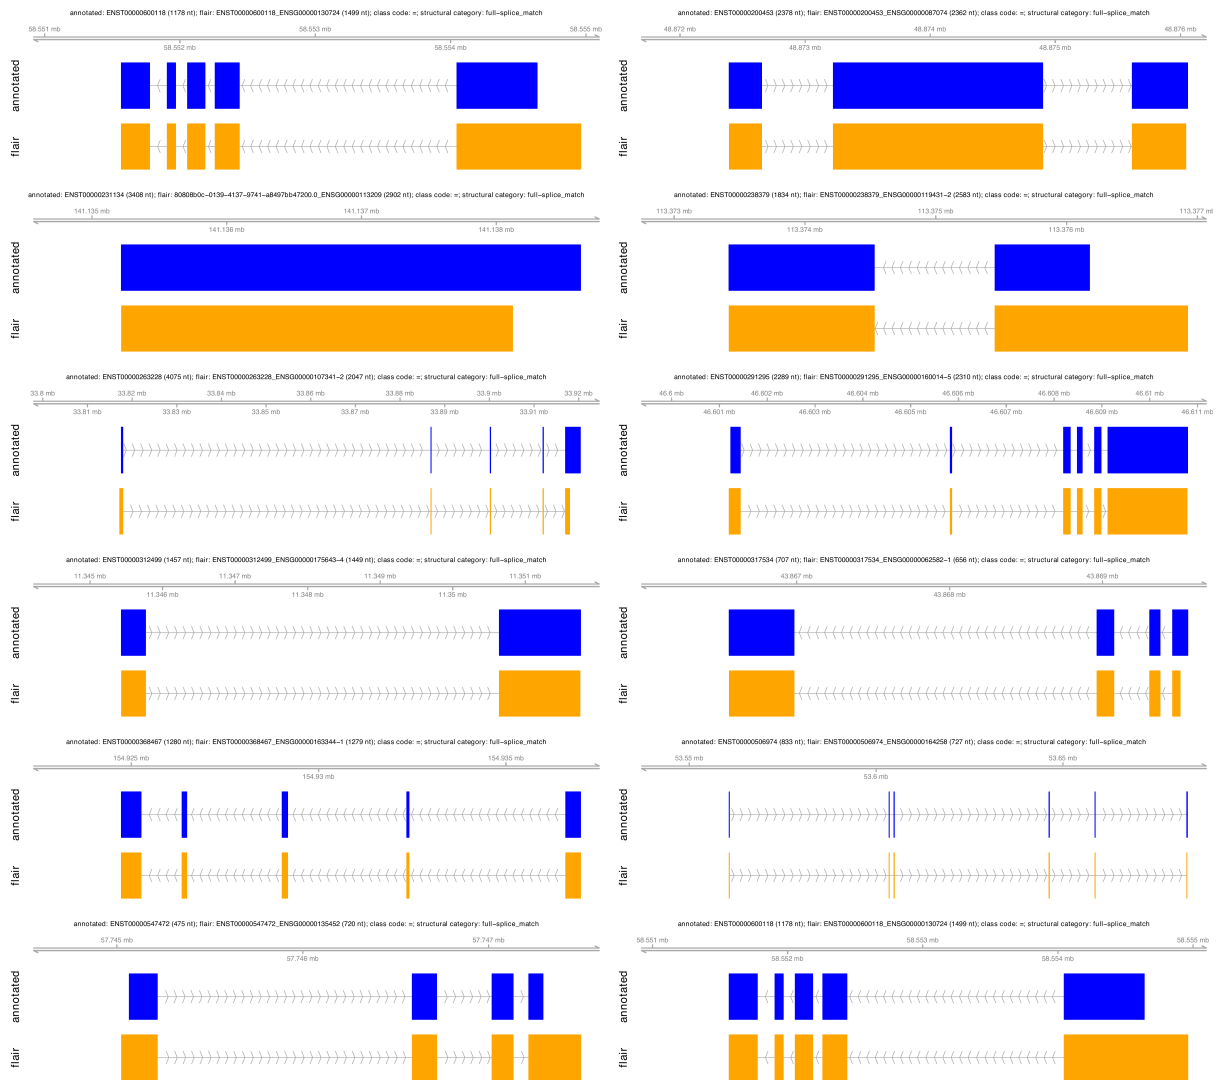 annotated: ENST00000600118 (1178 nt); flair: ENST00000600118_ENSG00000130724 (1499 nt); class code: =; structural category: full-splice_match
58.551 mb 58.553 mb 58.555 mb
58.552 mb 58.554 mb
annotated
flair
annotated: ENST00000200453 (2378 nt); flair: ENST00000200453_ENSG00000087074 (2362 nt); class code: =; structural category: full-splice_match
48.872 mb 48.874 mb 48.876 mb
48.873 mb 48.875 mb
annotated
flair
annotated: ENST00000231134 (3408 nt); flair: 80808b0c-0139-4137-9741-a8497bb47200.0_ENSG00000113209 (2902 nt); class code: =; structural category: full-splice_match
141.135 mb 141.137 mb
141.136 mb 141.138 mb
annotated
flair
annotated: ENST00000238379 (1834 nt); flair: ENST00000238379_ENSG00000119431-2 (2583 nt); class code: =; structural category: full-splice_match
113.373 mb 113.375 mb 113.377 mb
113.374 mb 113.376 mb
annotated
flair
annotated: ENST00000263228 (4075 nt); flair: ENST00000263228_ENSG00000107341-2 (2047 nt); class code: =; structural category: full-splice_match
33.8 mb 33.82 mb 33.84 mb 33.86 mb 33.88 mb 33.9 mb 33.92 mb
33.81 mb 33.83 mb 33.85 mb 33.87 mb 33.89 mb 33.91 mb
annotated
flair
annotated: ENST00000291295 (2289 nt); flair: ENST00000291295_ENSG00000160014-5 (2310 nt); class code: =; structural category: full-splice_match
46.6 mb 46.602 mb 46.604 mb 46.606 mb 46.608 mb 46.61 mb
46.601 mb 46.603 mb 46.605 mb 46.607 mb 46.609 mb 46.611 mb
annotated
flair
annotated: ENST00000312499 (1457 nt); flair: ENST00000312499_ENSG00000175643-4 (1449 nt); class code: =; structural category: full-splice_match
11.345 mb 11.347 mb 11.349 mb 11.351 mb
11.346 mb 11.348 mb 11.35 mb
annotated
flair
annotated: ENST00000317534 (707 nt); flair: ENST00000317534_ENSG00000062582-1 (656 nt); class code: =; structural category: full-splice_match
43.867 mb 43.869 mb
43.868 mb
annotated
flair
annotated: ENST00000368467 (1280 nt); flair: ENST00000368467_ENSG00000163344-1 (1279 nt); class code: =; structural category: full-splice_match
154.925 mb 154.935 mb
154.93 mb
annotated
flair
annotated: ENST00000506974 (833 nt); flair: ENST00000506974_ENSG00000164258 (727 nt); class code: =; structural category: full-splice_match
53.55 mb 53.65 mb
53.6 mb
annotated
flair
annotated: ENST00000547472 (475 nt); flair: ENST00000547472_ENSG00000135452 (720 nt); class code: =; structural category: full-splice_match
57.745 mb 57.747 mb
57.746 mb
annotated
flair
annotated: ENST00000600118 (1178 nt); flair: ENST00000600118_ENSG00000130724 (1499 nt); class code: =; structural category: full-splice_match
58.551 mb 58.553 mb 58.555 mb
58.552 mb 58.554 mb
annotated
flair